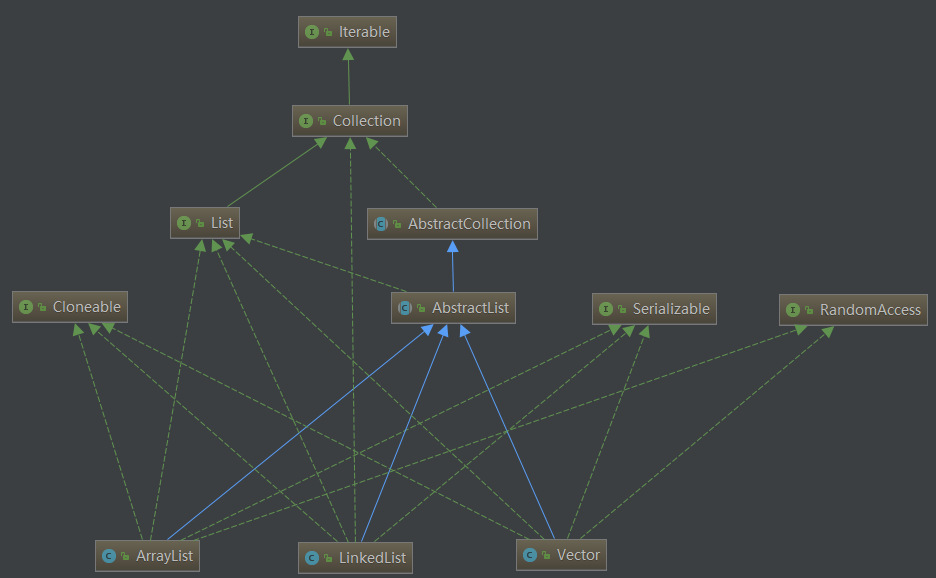 Iterable
Collection
List
AbstractCollection
Cloneable
AbstractList
Serializable
RandomAccess
ArrayList
LinkedList
Vector